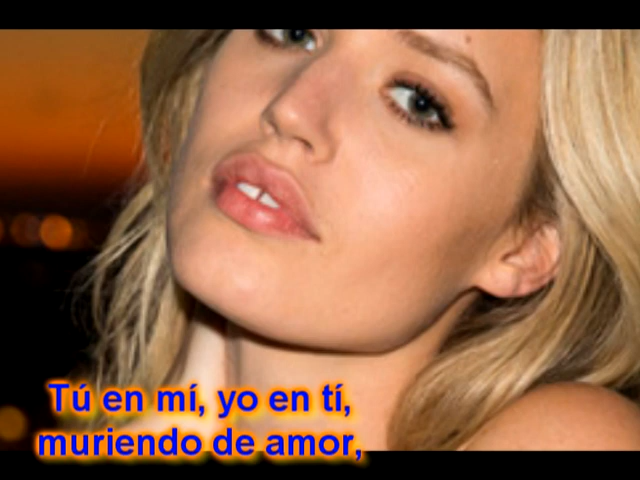 Tú en mí, yo en tí,
muriendo de amor,